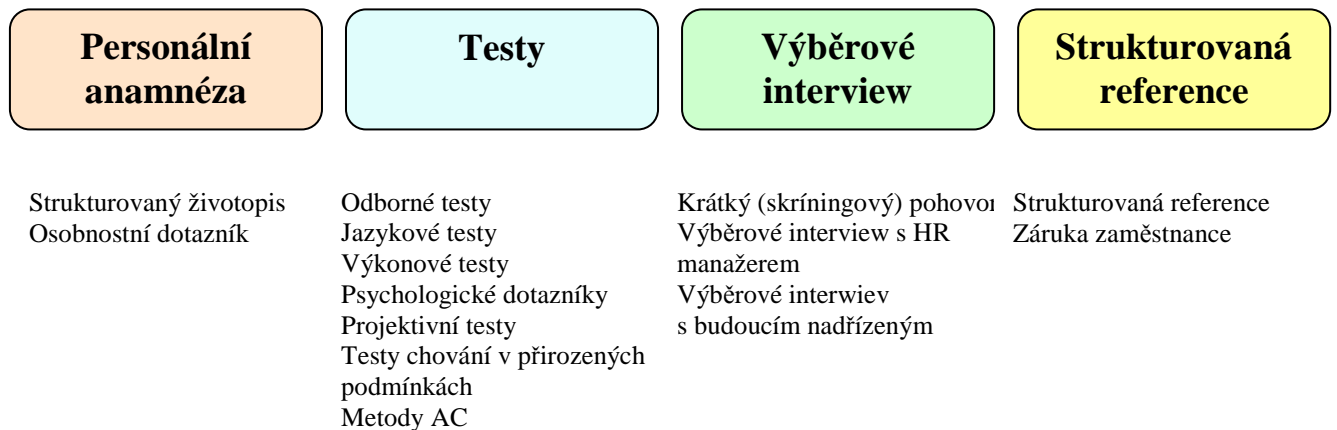 Personální
anamnéza
Testy
Výběrové
interview
Strukturovaná
reference
Strukturovaný životopis
Osobnostní dotazník
Odborné testy
Jazykové testy
Výkonové testy
Psychologické dotazníky
Projektivní testy
Testy chování v přirozených
podmínkách
Metody AC
Krátký (skríningový) pohovor
Výběrové interview s HR
manažerem
Výběrové interwiev
s budoucím nadřízeným
Strukturovaná reference
Záruka zaměstnance